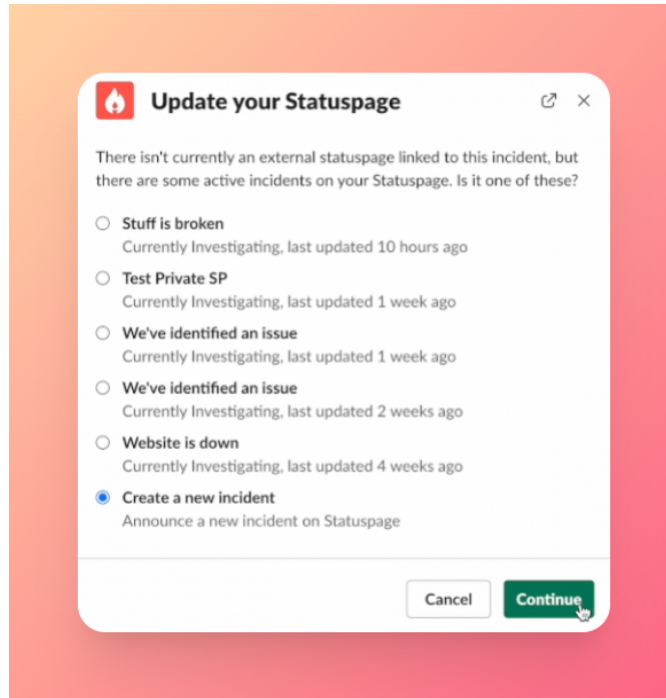 Update your Statuspage
There isn't currently an external statuspage linked to this incident, but
there are some active incidents on your Statuspage. Is it one of these?
Stuff is broken
Currently Investigating, last updated 10 hours ago
Test Private SP
Currently Investigating, last updated 1 week ago
We've identified an issue
Currently Investigating, last updated 1 week ago
We've identified an issue
Currently Investigating, last updated 2 weeks ago
Website is down
Currently Investigating, last updated 4 weeks ago
Create a new incident
Announce a new incident on Statuspage
Cancel
Continue